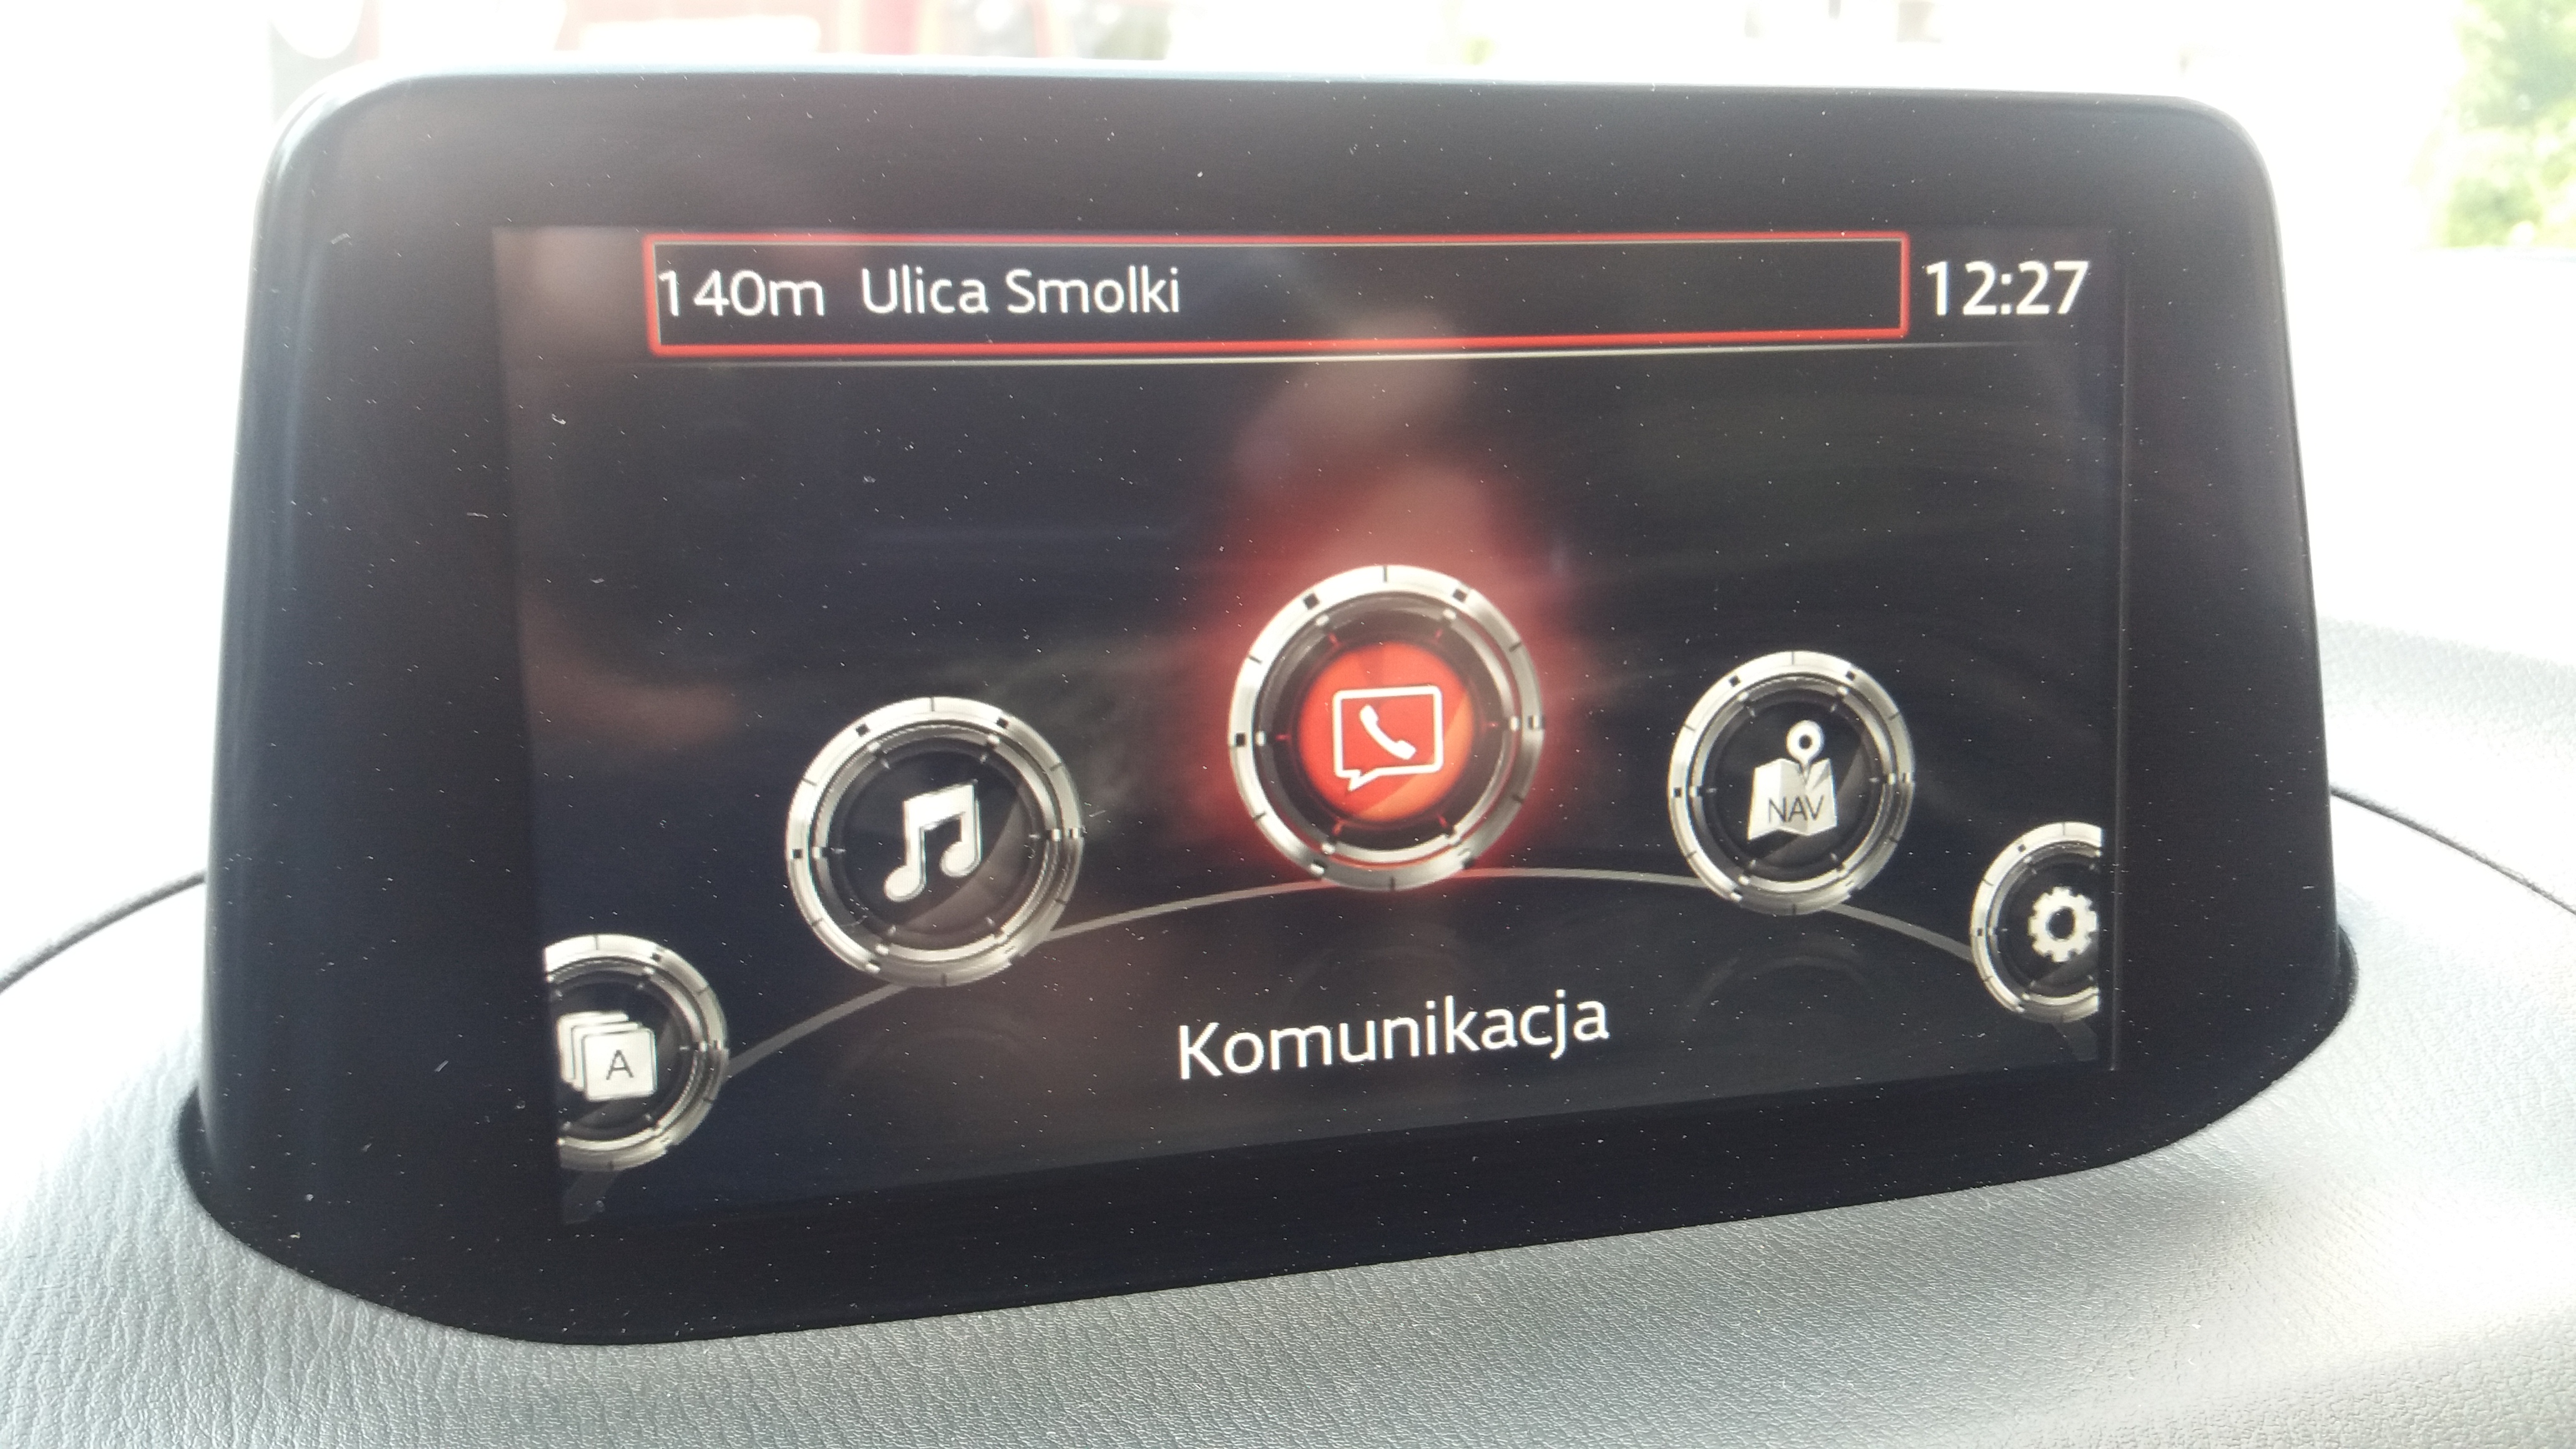 140m Ulica Smolki 12:27
NAV
A
Komunikacja